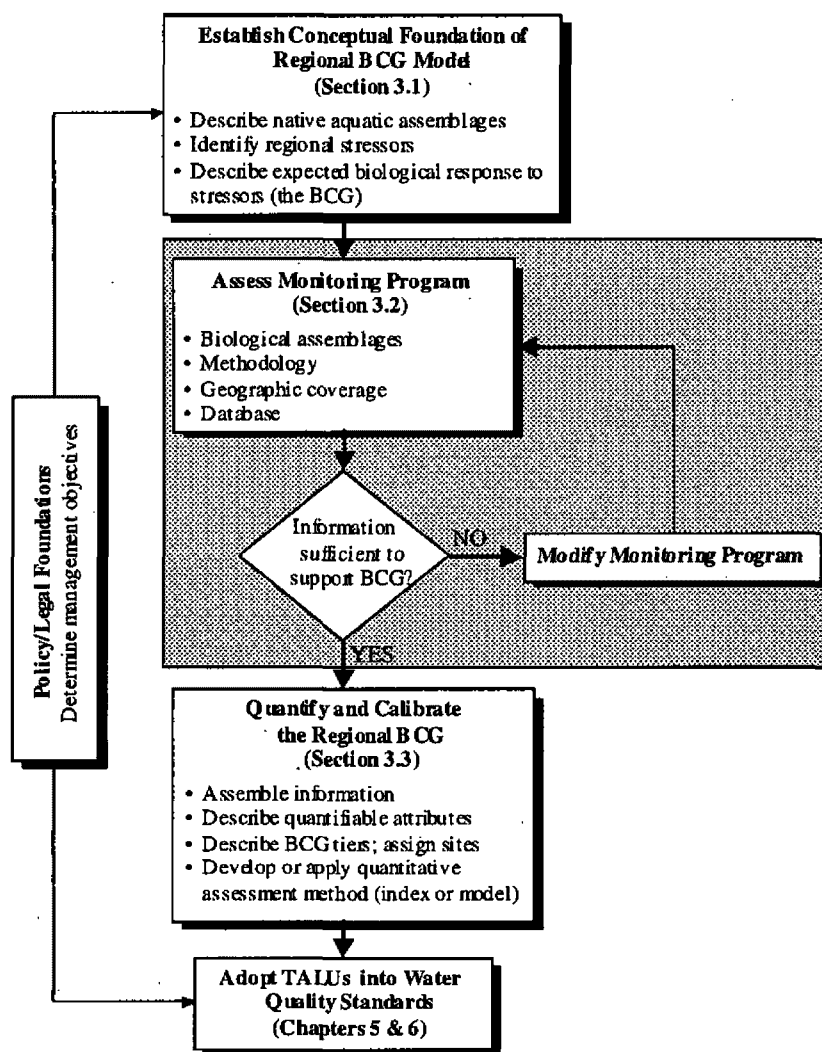 Establish Conceptual Foundation of
Regional BCG Model
(Section 3.1)
• Describe native aquatic assemblages
• Identify regional stressors
• Describe expected biological response to
stressors (the BCG)
Assess Monitoring Program
(Section 3.2)
• Biological assemblages
• Methodology
• Geographic coverage
• Database
Policy/Legal Foundations
Determine management objectives
Information
sufficient to
support BCG?
NO
Modify Monitoring Program
YES
Quantify and Calibrate
the Regional BCG
(Section 3.3)
• Assemble information
• Describe quantifiable attributes
• Describe BCG tiers; assign sites
• Develop or apply quantitative
assessment method (index or model)
Adopt TALUs into Water
Quality Standards
(Chapters 5 & 6)